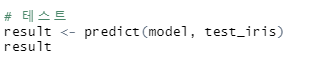 # 테스트
result <- predict(model, test_iris)
result